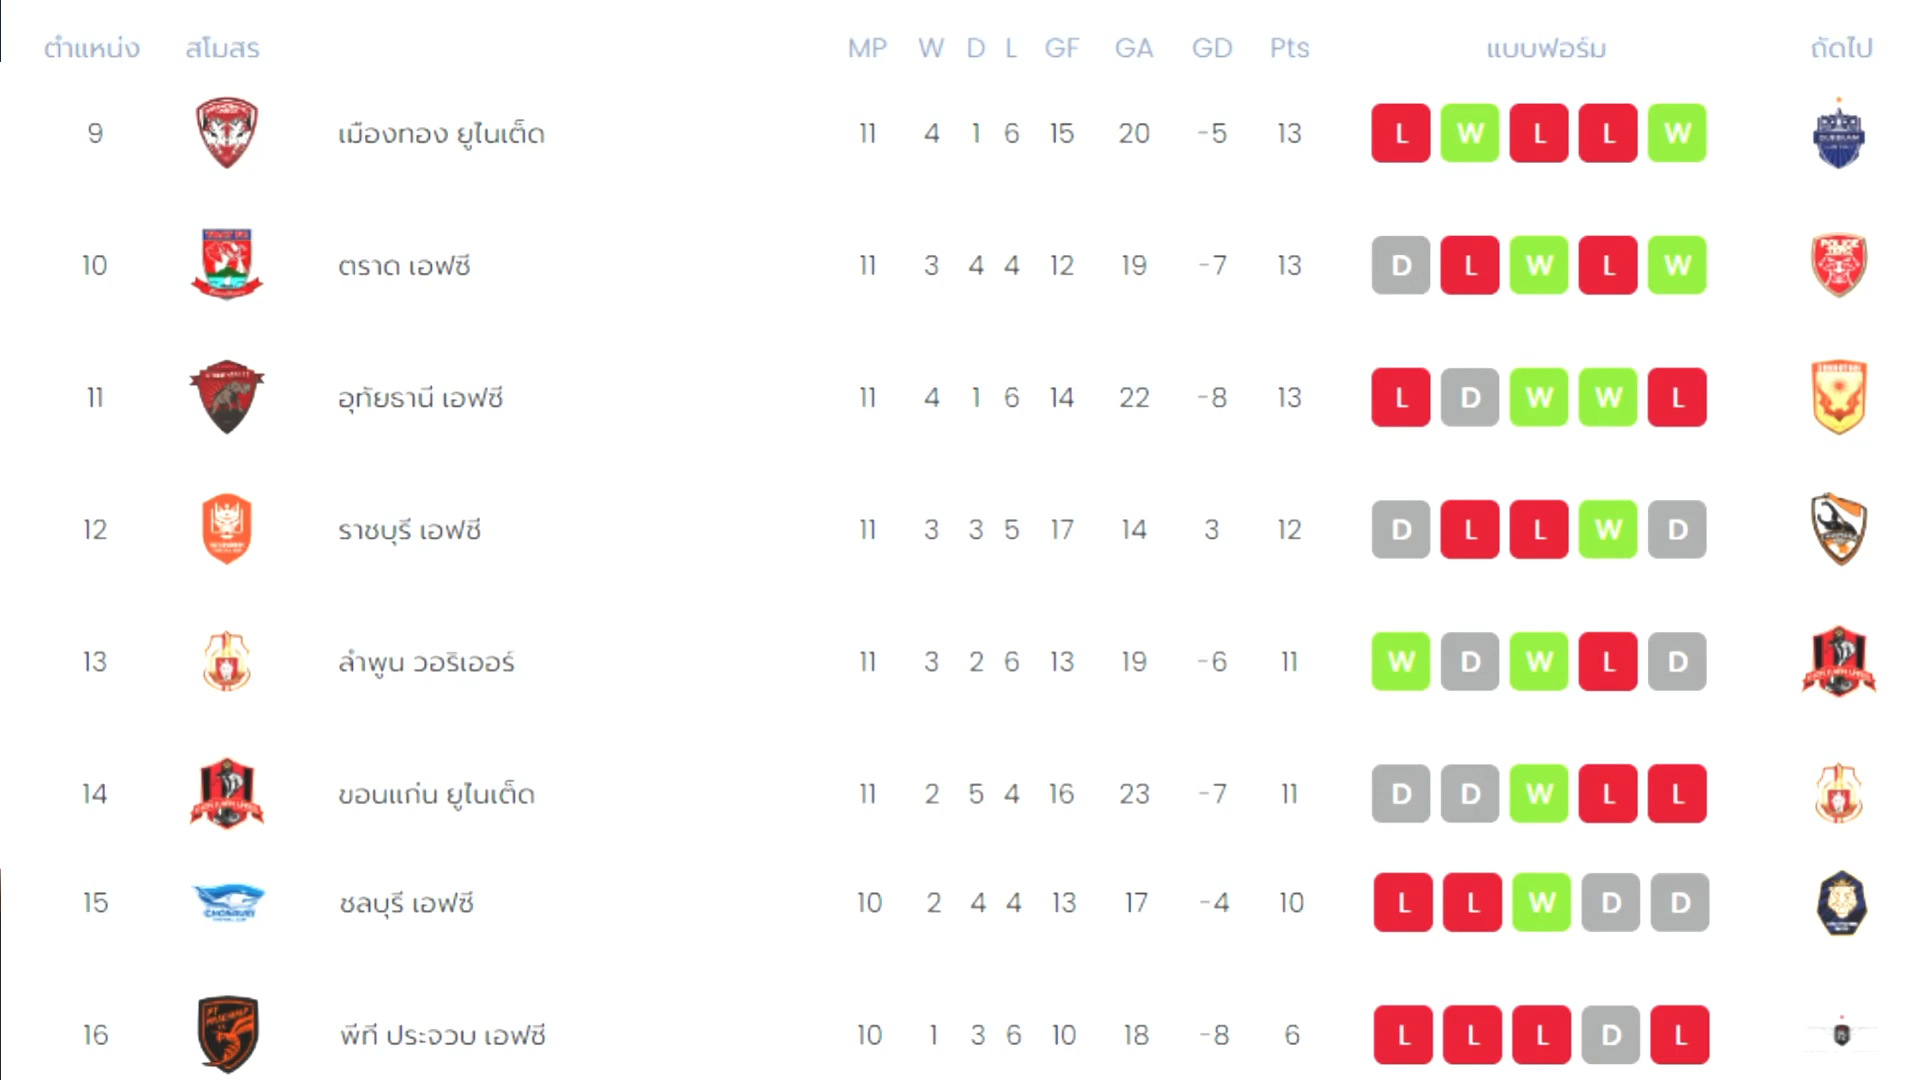 ตำแหน่ง สโมสร MP W D L GF GA GD Pts แบบฟอร์ม ถัดไป
9 เมืองทอง ยูไนเต็ด 11 4 1 6 15 20 -5 13 L W L L W
10 ตราด เอฟซี 11 3 4 4 12 19 -7 13 D L W L W
11 อุทัยธานี เอฟซี 11 4 1 6 14 22 -8 13 L D W W L
12 ราชบุรี เอฟซี 11 3 3 5 17 14 3 12 D L L W D
13 ลำพูน วอริเออร์ 11 3 2 6 13 19 -6 11 W D W L D
14 ขอนแก่น ยูไนเต็ด 11 2 5 4 16 23 -7 11 D D W L L
15 ชลบุรี เอฟซี 10 2 4 4 13 17 -4 10 L L W D D
16 พีที ประจวบ เอฟซี 10 1 3 6 10 18 -8 6 L L L D L